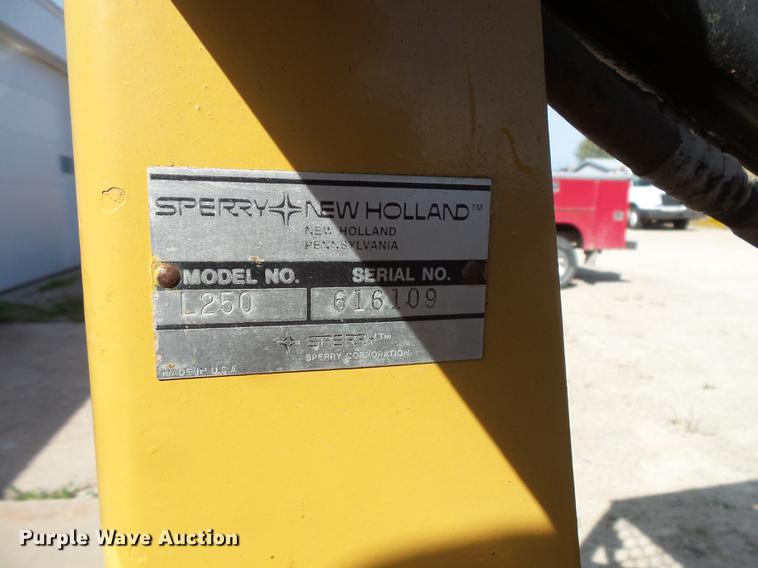 SPERRY NEW HOLLAND™
NEW HOLLAND
PENNSYLVANIA
MODEL NO. SERIAL NO.
L250 616109
SPERRY™
SPERRY CORPORATION
MADE IN U.S.A.
Purple Wave Auction